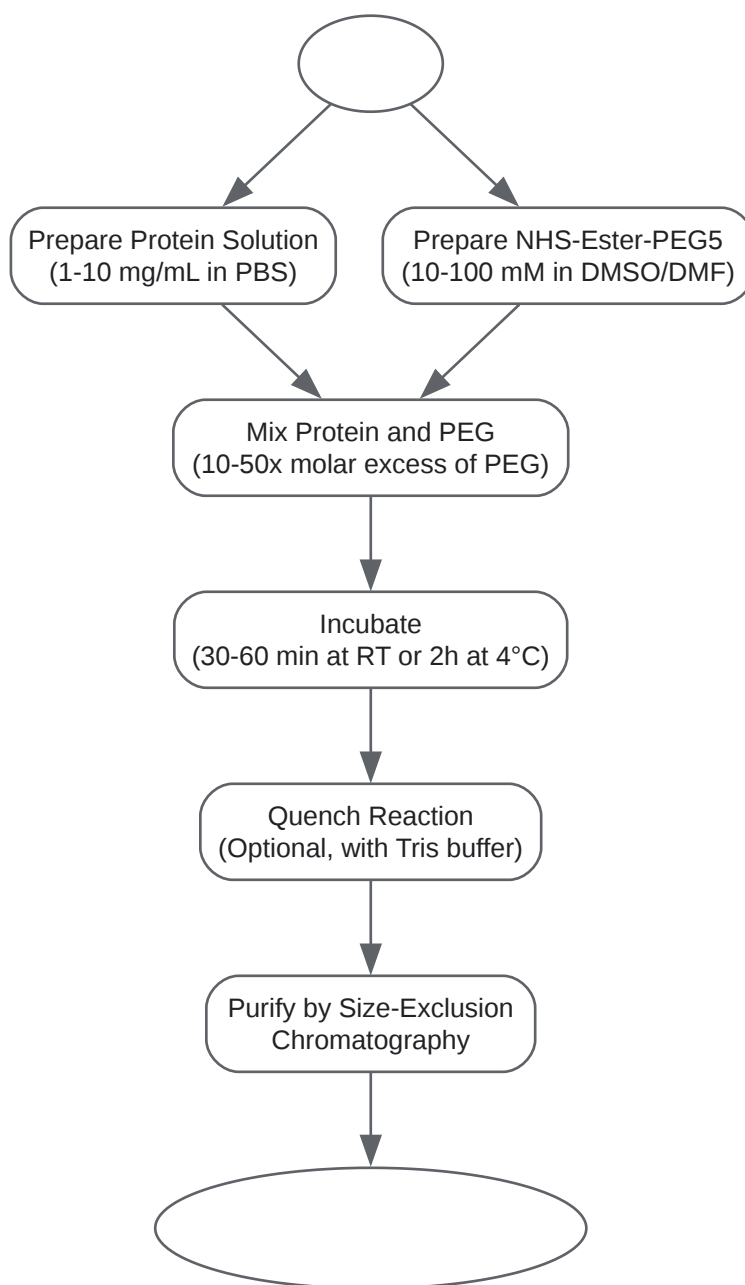 Prepare Protein Solution
(1-10 mg/mL in PBS)
Prepare NHS-Ester-PEG5
(10-100 mM in DMSO/DMF)
Mix Protein and PEG
(10-50x molar excess of PEG)
Incubate
(30-60 min at RT or 2h at 4°C)
Quench Reaction
(Optional, with Tris buffer)
Purify by Size-Exclusion
Chromatography